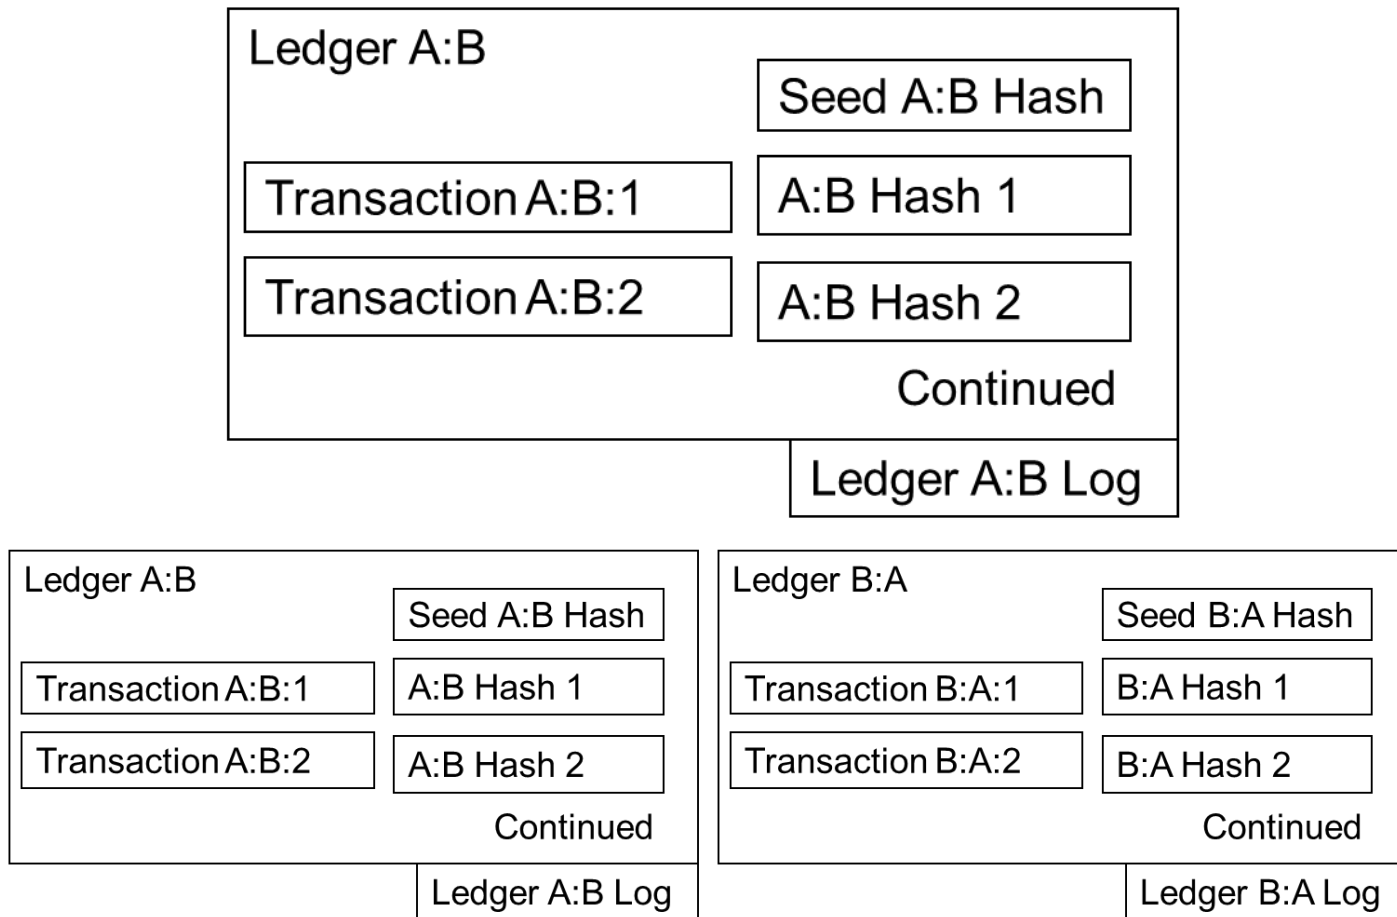 Ledger A:B
Seed A:B Hash
Transaction A:B:1
A:B Hash 1
Transaction A:B:2
A:B Hash 2
Continued
Ledger A:B Log
Ledger A:B
Seed A:B Hash
Transaction A:B:1
A:B Hash 1
Transaction A:B:2
A:B Hash 2
Continued
Ledger A:B Log
Ledger B:A
Seed B:A Hash
Transaction B:A:1
B:A Hash 1
Transaction B:A:2
B:A Hash 2
Continued
Ledger B:A Log